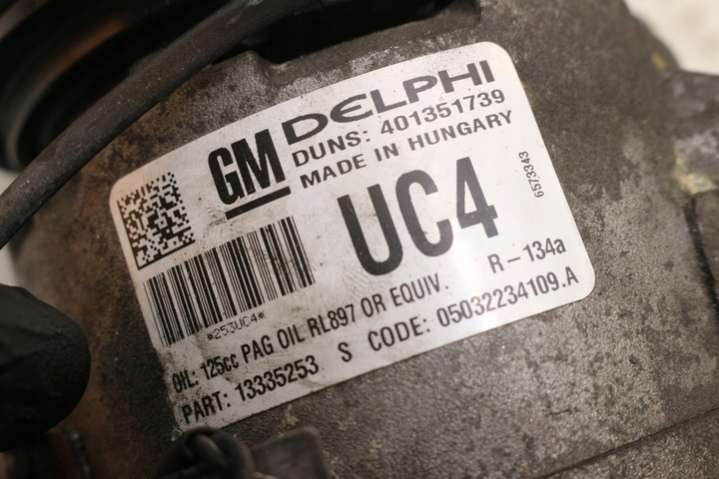 DELPHI
GM
DUNS: 401351739
MADE IN HUNGARY
UC4
6573343
*253UC4*
R-134a
OIL: 125cc PAG OIL RL897 OR EQUIV.
PART: 13335253 S CODE: 05032234109.A